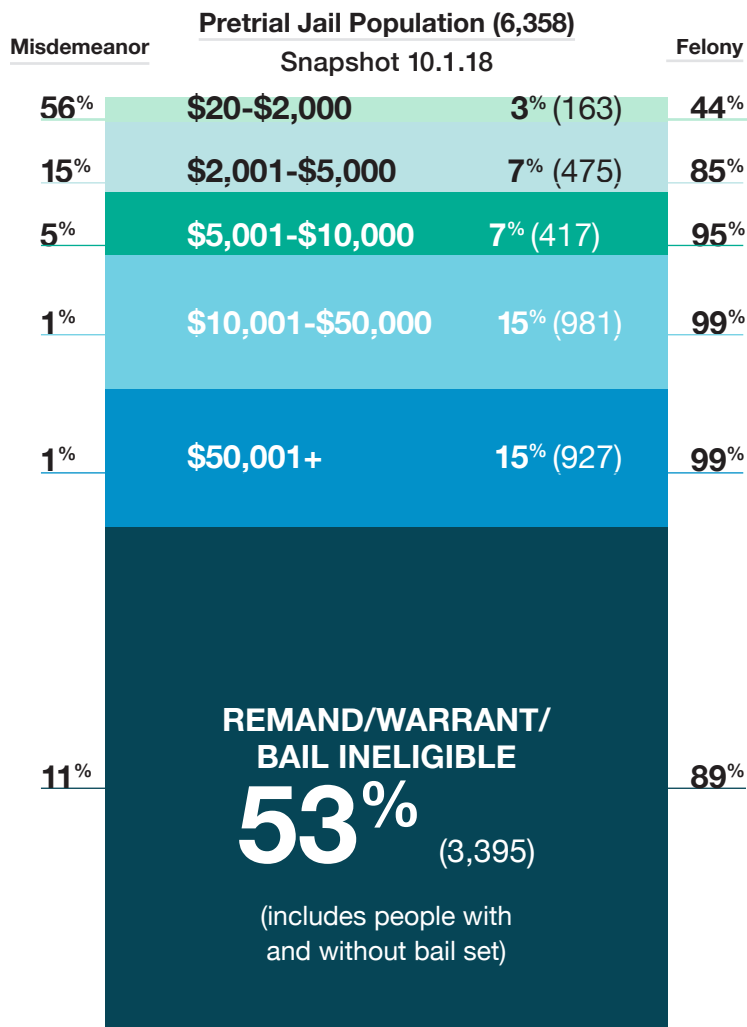 Pretrial Jail Population (6,358)
Misdemeanor
Felony
Snapshot 10.1.18
56% $20-$2,000 3% (163) 44%
15% $2,001-$5,000 7% (475) 85%
5% $5,001-$10,000 7% (417) 95%
1% $10,001-$50,000 15% (981) 99%
1% $50,001+ 15% (927) 99%
REMAND/WARRANT/
BAIL INELIGIBLE
11% 89%
53% (3,395)
(includes people with
and without bail set)